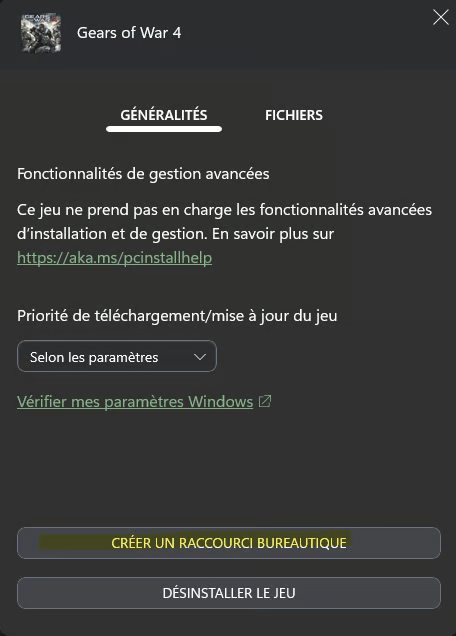 Gears of War 4
GÉNÉRALITÉS
FICHIERS
Fonctionnalités de gestion avancées
Ce jeu ne prend pas en charge les fonctionnalités avancées
d’installation et de gestion. En savoir plus sur
https://aka.ms/pcinstallhelp
Priorité de téléchargement/mise à jour du jeu
Selon les paramètres
Vérifier mes paramètres Windows
CRÉER UN RACCOURCI BUREAUTIQUE
DÉSINSTALLER LE JEU